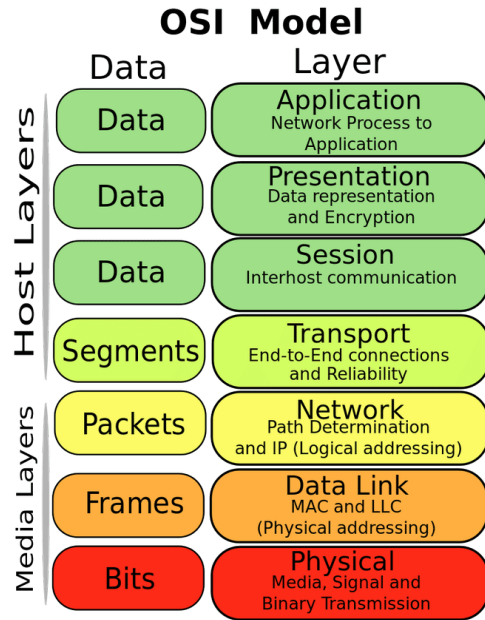 OSI Model
Data
Layer
Host Layers
Data
Application
Network Process to
Application
Data
Presentation
Data representation
and Encryption
Data
Session
Interhost communication
Segments
Transport
End-to-End connections
and Reliability
Media Layers
Packets
Network
Path Determination
and IP (Logical addressing)
Frames
Data Link
MAC and LLC
(Physical addressing)
Bits
Physical
Media, Signal and
Binary Transmission